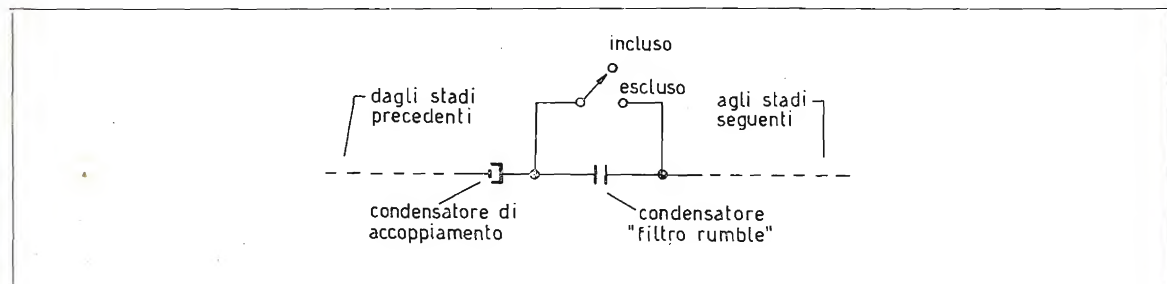 incluso
escluso
dagli stadi
precedenti
agli stadi
seguenti
condensatore di
accoppiamento
condensatore
"filtro rumble"